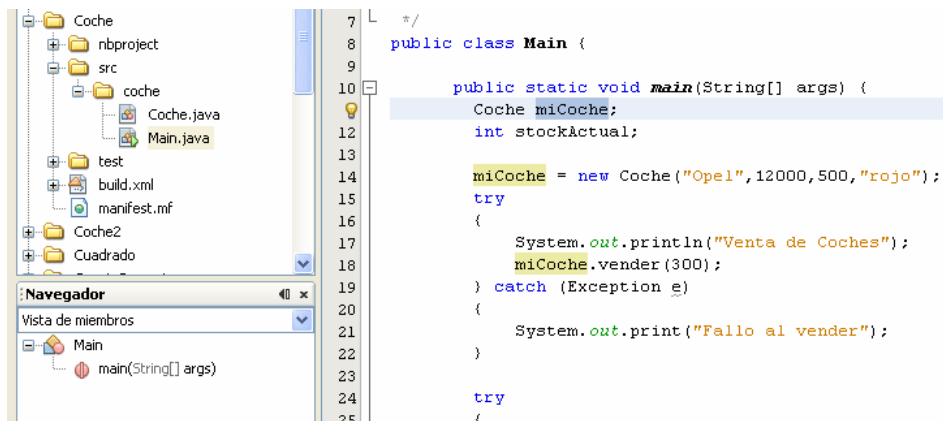 Coche
nbproject
src
coche
Coche.java
Main.java
test
build.xml
manifest.mf
Coche2
Cuadrado
Navegador
Vista de miembros
Main
main(String[] args)
7 */
8 public class Main {
9
10 public static void main(String[] args) {
Coche miCoche;
12 int stockActual;
13
14 miCoche = new Coche("Opel",12000,500,"rojo");
15 try
16 {
17 System.out.println("Venta de Coches");
18 miCoche.vender(300);
19 } catch (Exception e)
20 {
21 System.out.print("Fallo al vender");
22 }
23
24 try
25 {